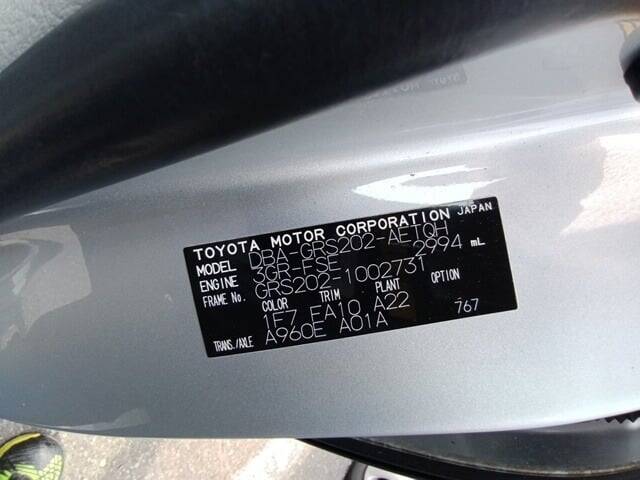 TOYOTA MOTOR CORPORATION JAPAN
MODEL DBA-GRS202-AETQH
ENGINE 3GR-FSE 2994 mL
FRAME No. GRS202-1002731
COLOR TRIM PLANT OPTION
1F7 FA10 A22 767
TRANS./AXLE A960E A01A